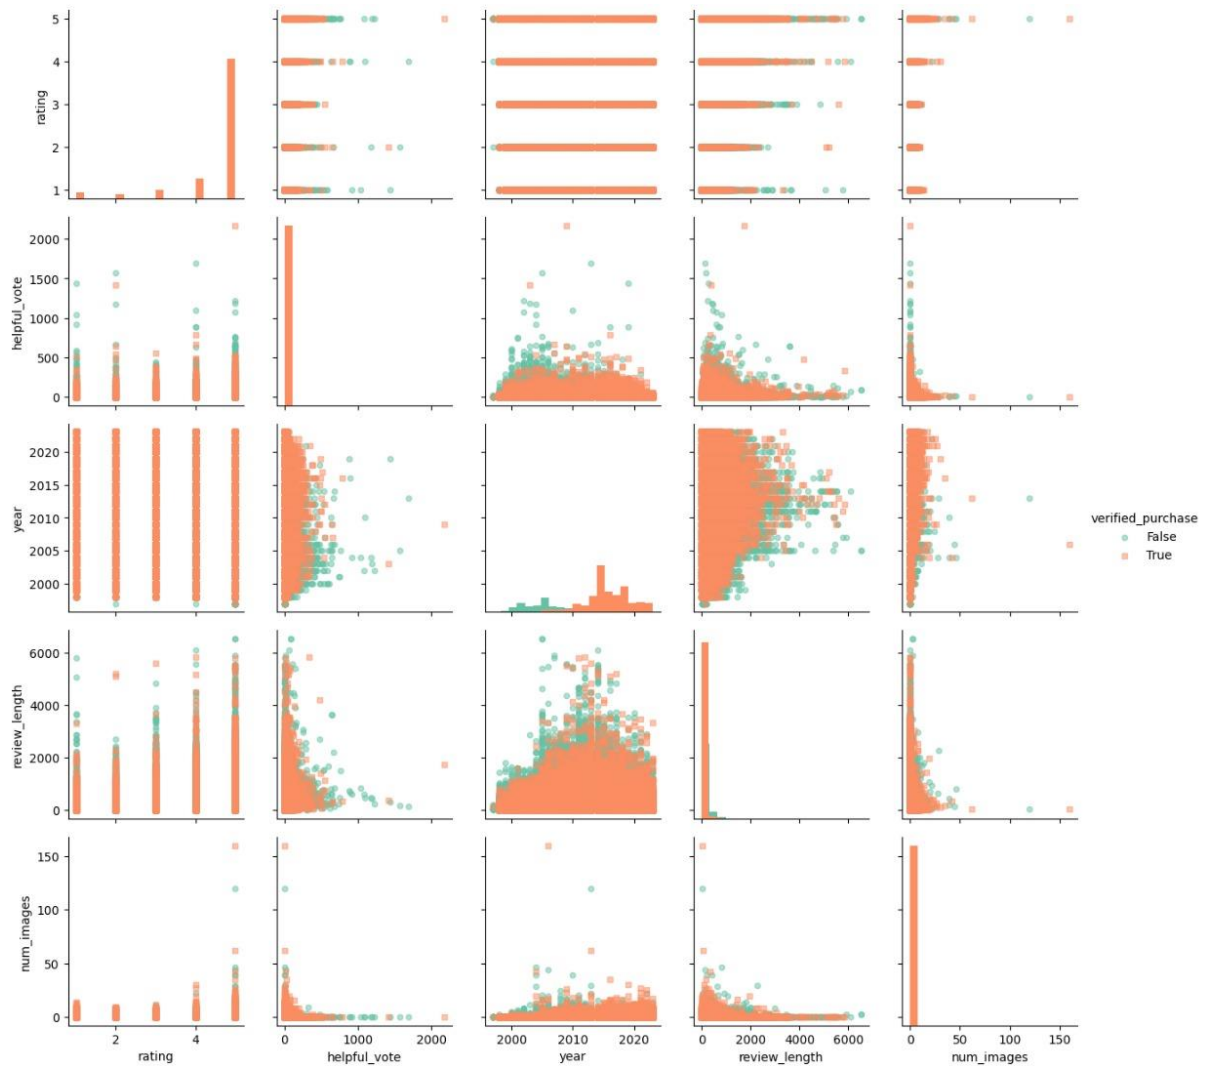 5
4
3
2
1
rating
2000
1500
1000
500
0
helpful_vote
2020
2015
2010
2005
2000
year
verified_purchase
False
True
6000
4000
2000
0
review_length
150
100
50
0
num_images
2 4
0 1000 2000
2000 2010 2020
0 2000 4000 6000
0 50 100 150
rating
helpful_vote
year
review_length
num_images